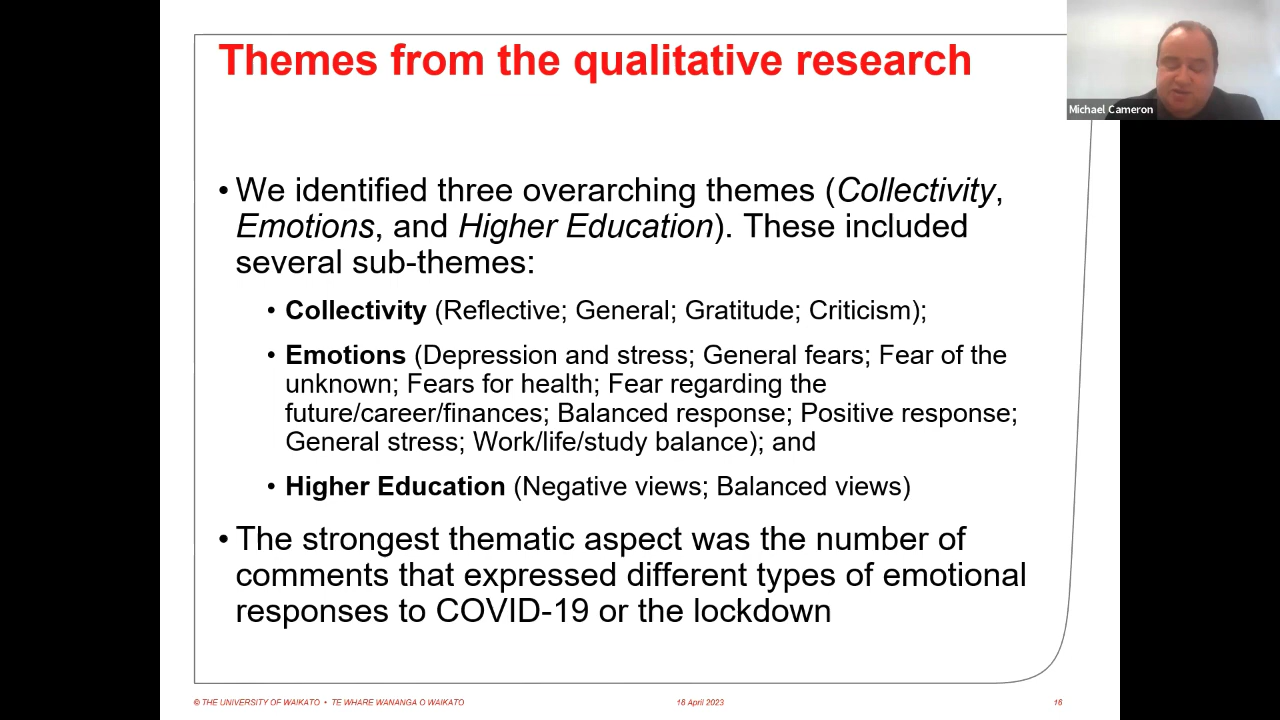 Themes from the qualitative research
Michael Cameron
• We identified three overarching themes (Collectivity,
Emotions, and Higher Education). These included
several sub-themes:
• Collectivity (Reflective; General; Gratitude; Criticism);
• Emotions (Depression and stress; General fears; Fear of the
unknown; Fears for health; Fear regarding the
future/career/finances; Balanced response; Positive response;
General stress; Work/life/study balance); and
• Higher Education (Negative views; Balanced views)
• The strongest thematic aspect was the number of
comments that expressed different types of emotional
responses to COVID-19 or the lockdown
© THE UNIVERSITY OF WAIKATO • TE WHARE WANANGA O WAIKATO
18 April 2023
16